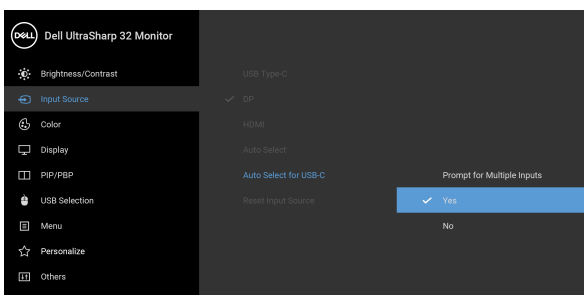 DELL Dell UltraSharp 32 Monitor
Brightness/Contrast USB Type-C
Input Source DP
Color HDMI
Display Auto Select
PIP/PBP Auto Select for USB-C Prompt for Multiple Inputs
USB Selection Reset Input Source Yes
Menu No
Personalize
Others